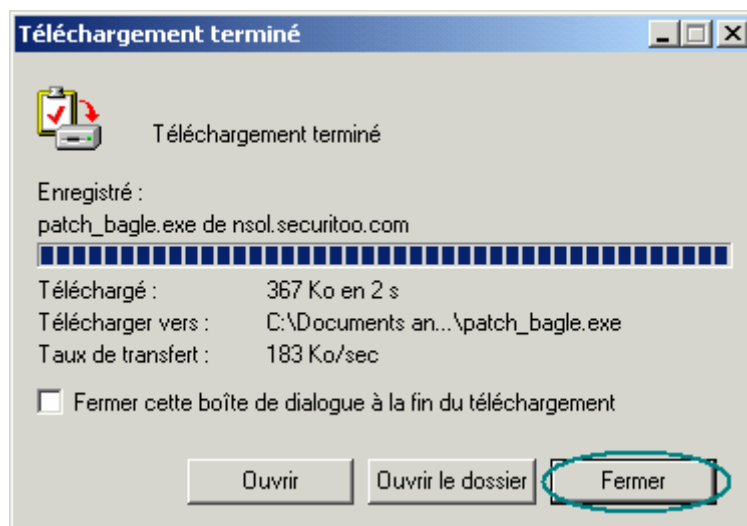 Téléchargement terminé
Téléchargement terminé
Enregistré :
patch_bagle.exe de nsol.securitoo.com
Téléchargé : 367 Ko en 2 s
Télécharger vers : C:\Documents an...\patch_bagle.exe
Taux de transfert : 183 Ko/sec
Fermer cette boîte de dialogue à la fin du téléchargement
Ouvrir Ouvrir le dossier Fermer